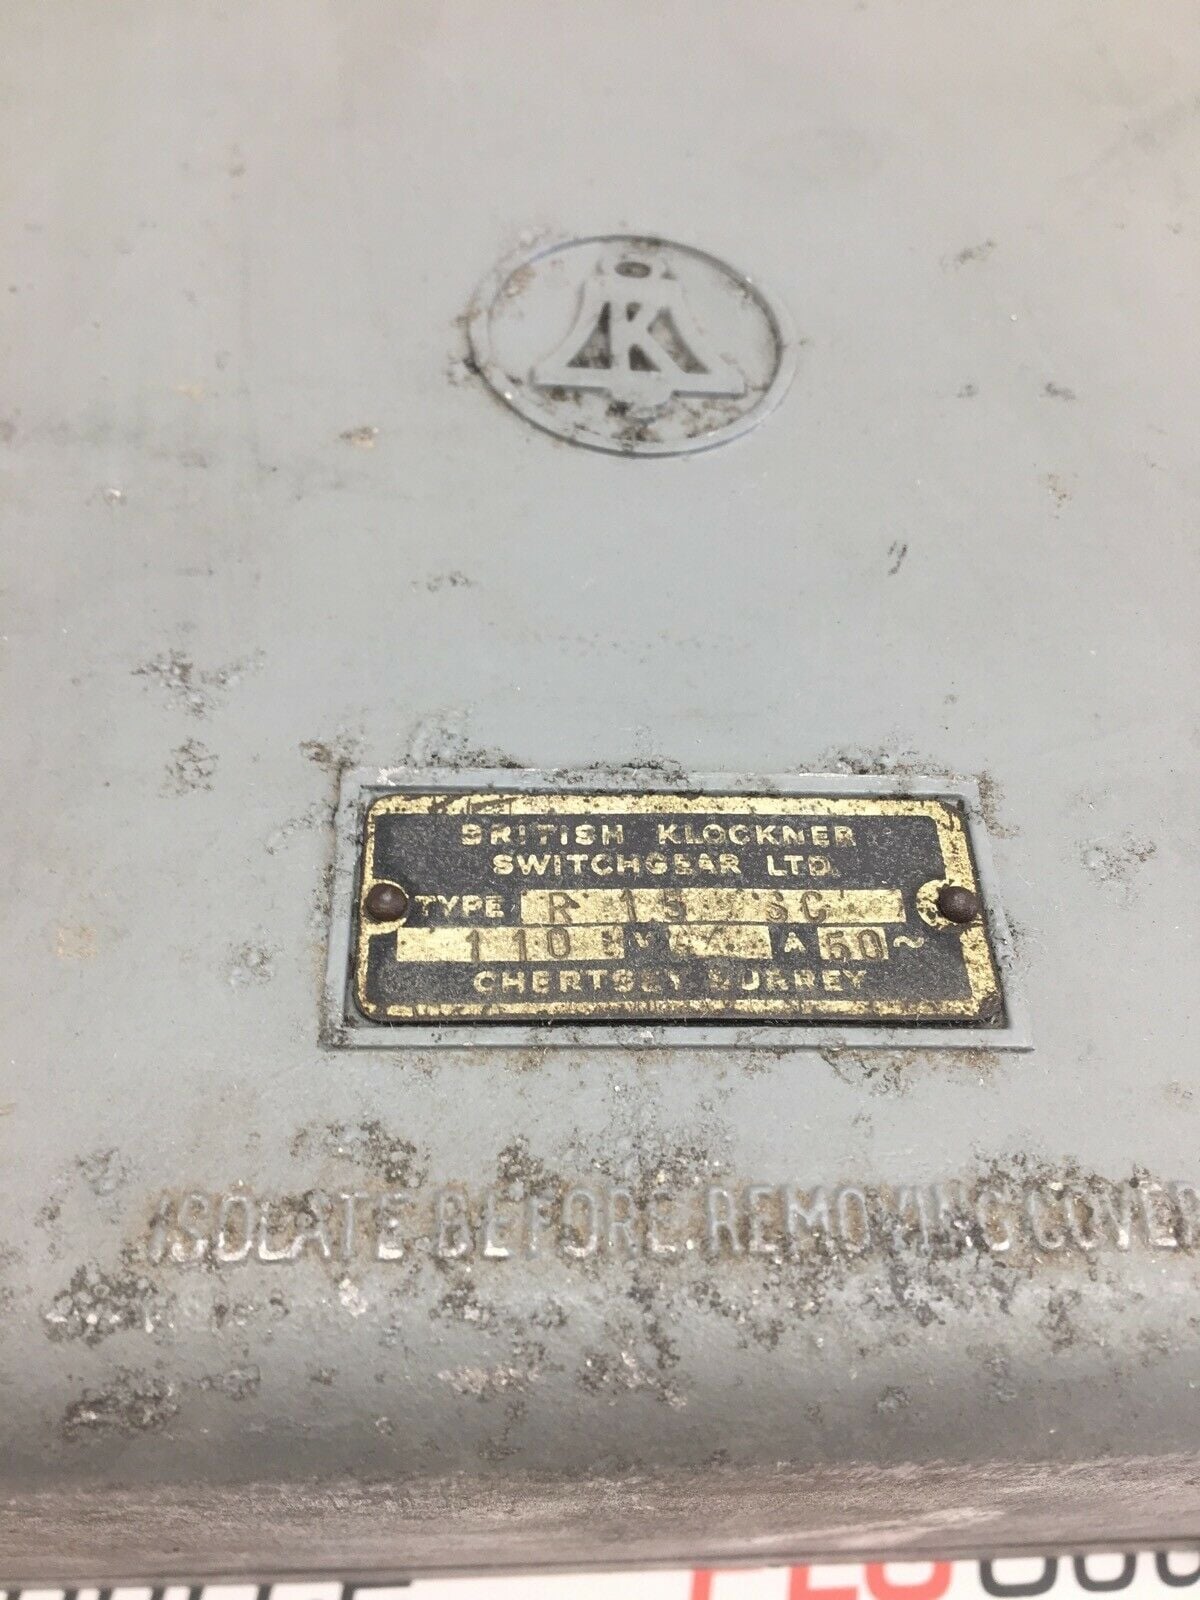 K
BRITISH KLOCKNER
SWITCHGEAR LTD.
TYPE R 15 SC
110 V A 50 ~
CHERTSEY SURREY
ISOLATE.BEFORE.REMOVING COVER